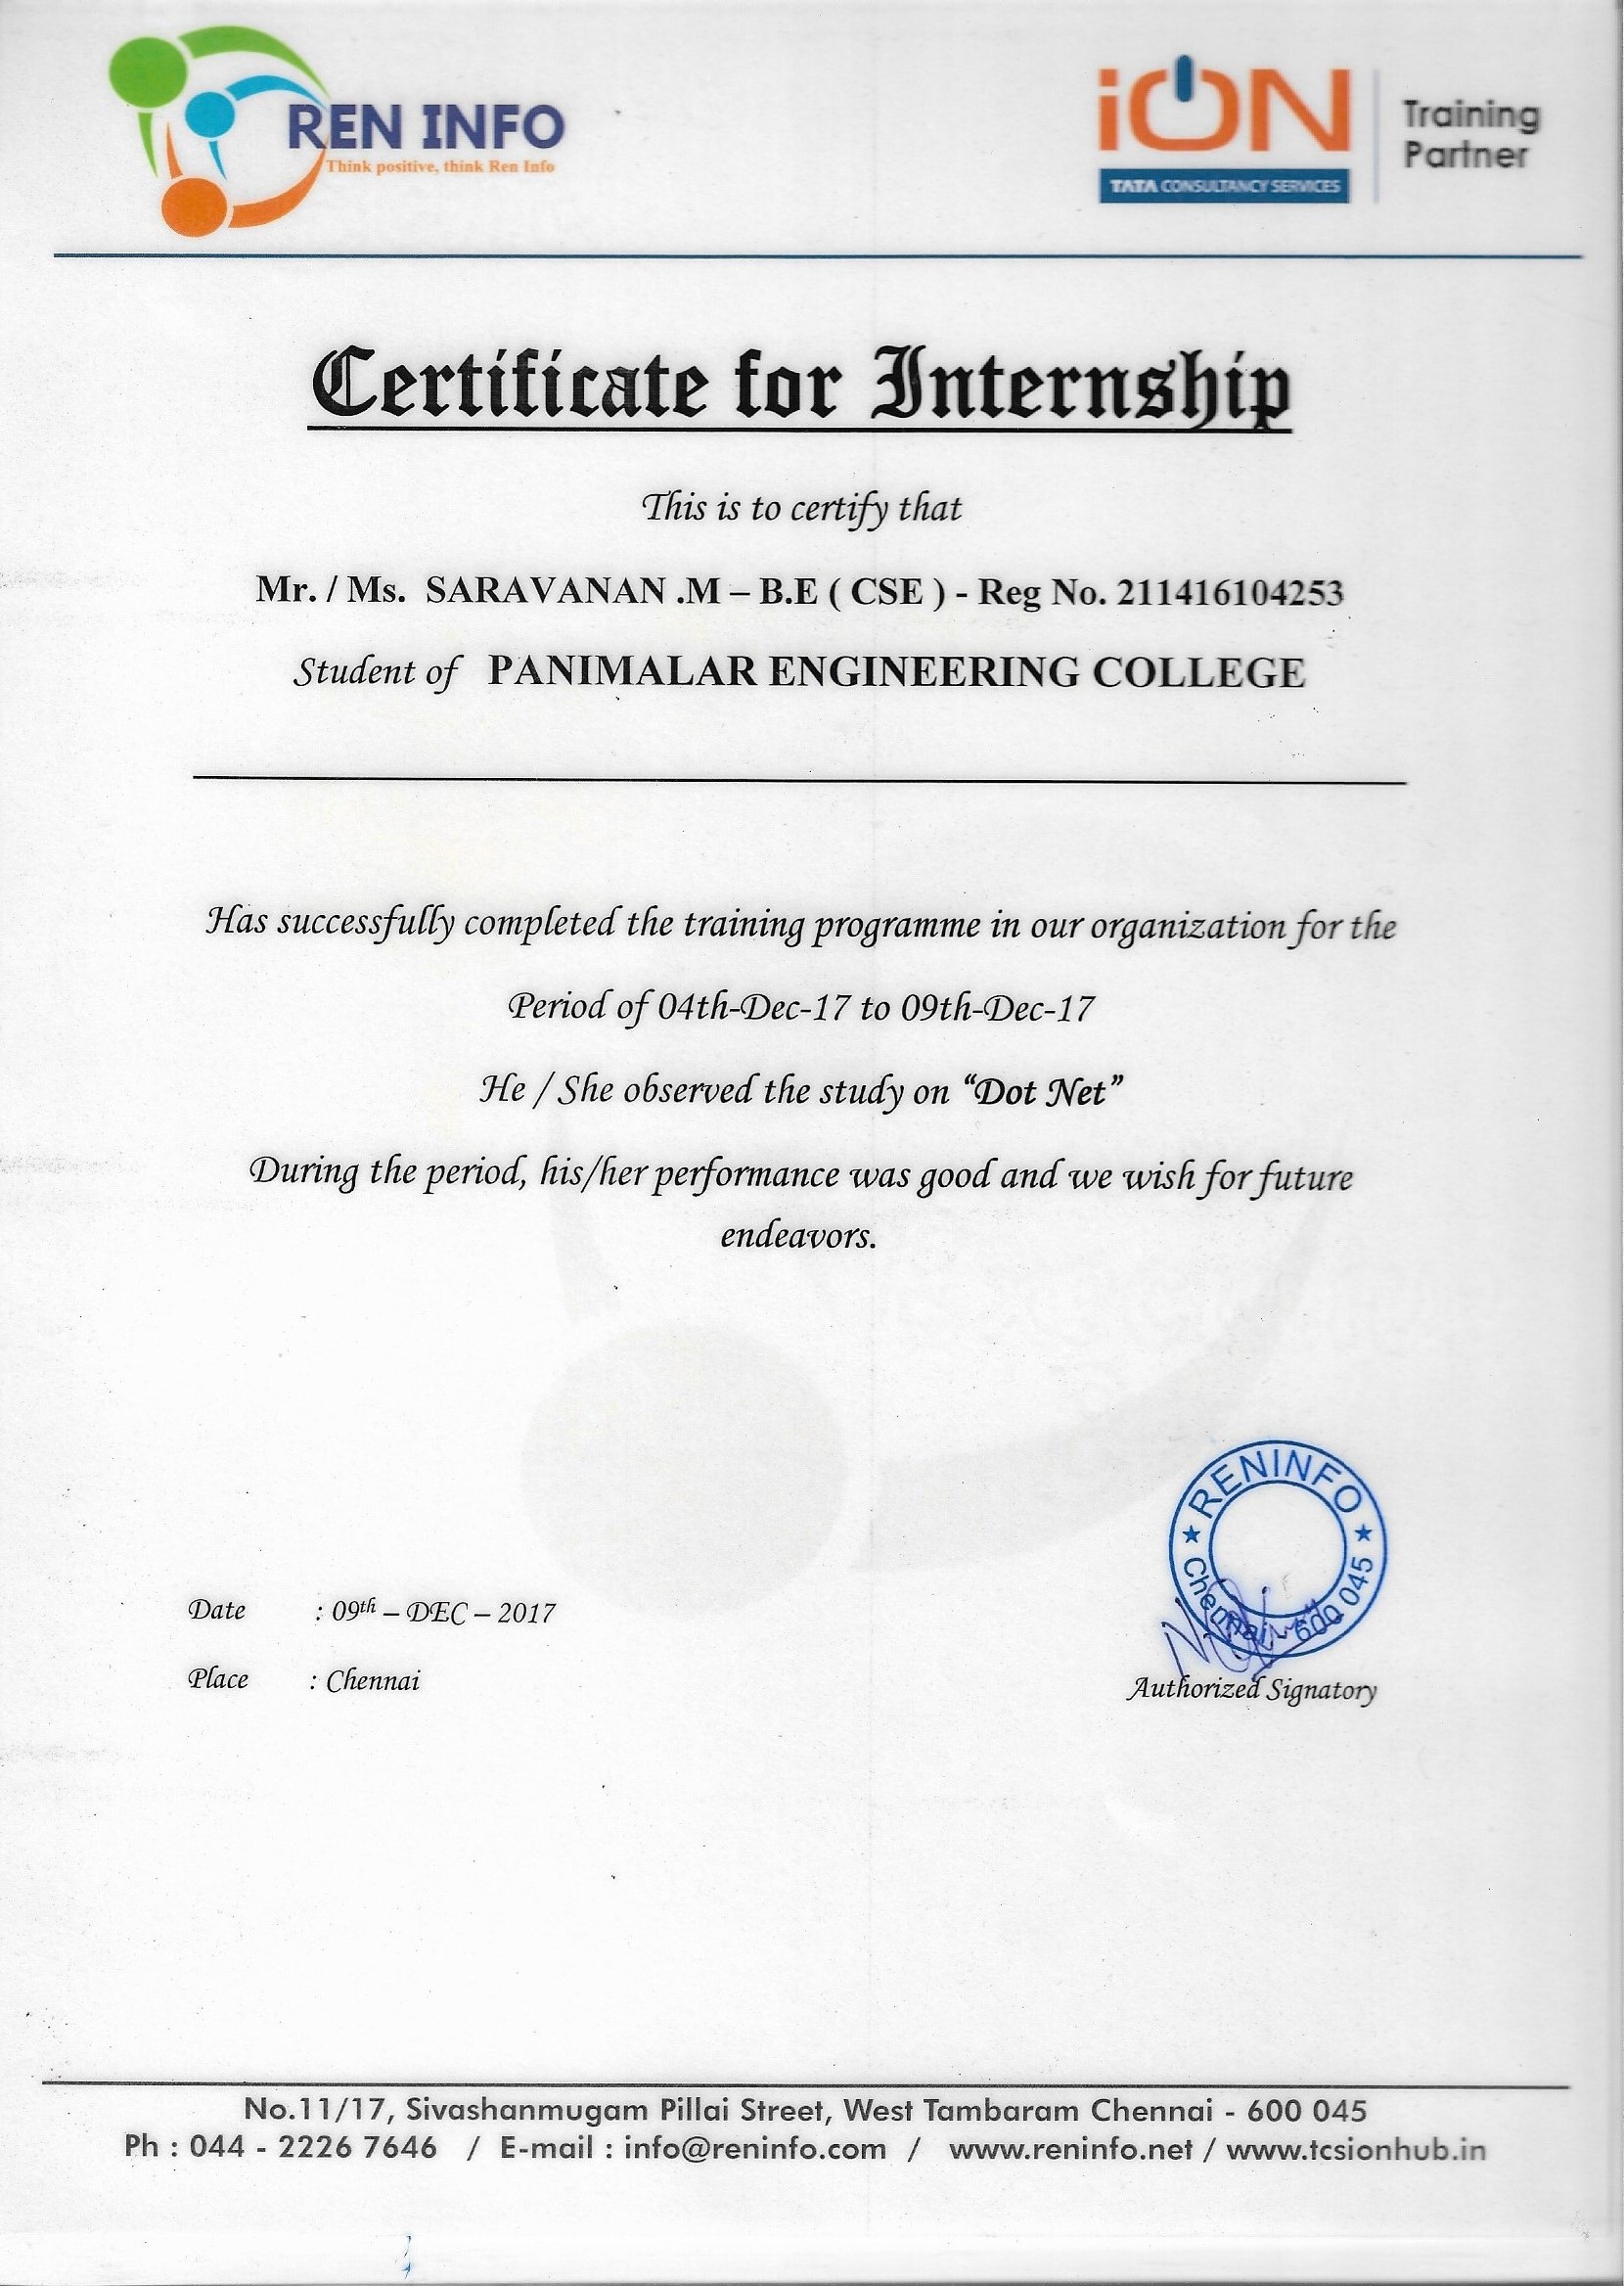 REN INFO
Think positive, think Ren Info
iON
TATA CONSULTANCY SERVICES
Training
Partner
Certificate for Internship
This is to certify that
Mr. / Ms. SARAVANAN .M – B.E ( CSE ) - Reg No. 211416104253
Student of PANIMALAR ENGINEERING COLLEGE
Has successfully completed the training programme in our organization for the
Period of 04th-Dec-17 to 09th-Dec-17
He / She observed the study on “Dot Net”
During the period, his/her performance was good and we wish for future
endeavors.
RENINFO
★ ★
Chennai 600 045
Date : 09th – DEC – 2017
Place : Chennai
Authorized Signatory
No.11/17, Sivashanmugam Pillai Street, West Tambaram Chennai - 600 045
Ph : 044 - 2226 7646 / E-mail : info@reninfo.com / www.reninfo.net / www.tcsionhub.in